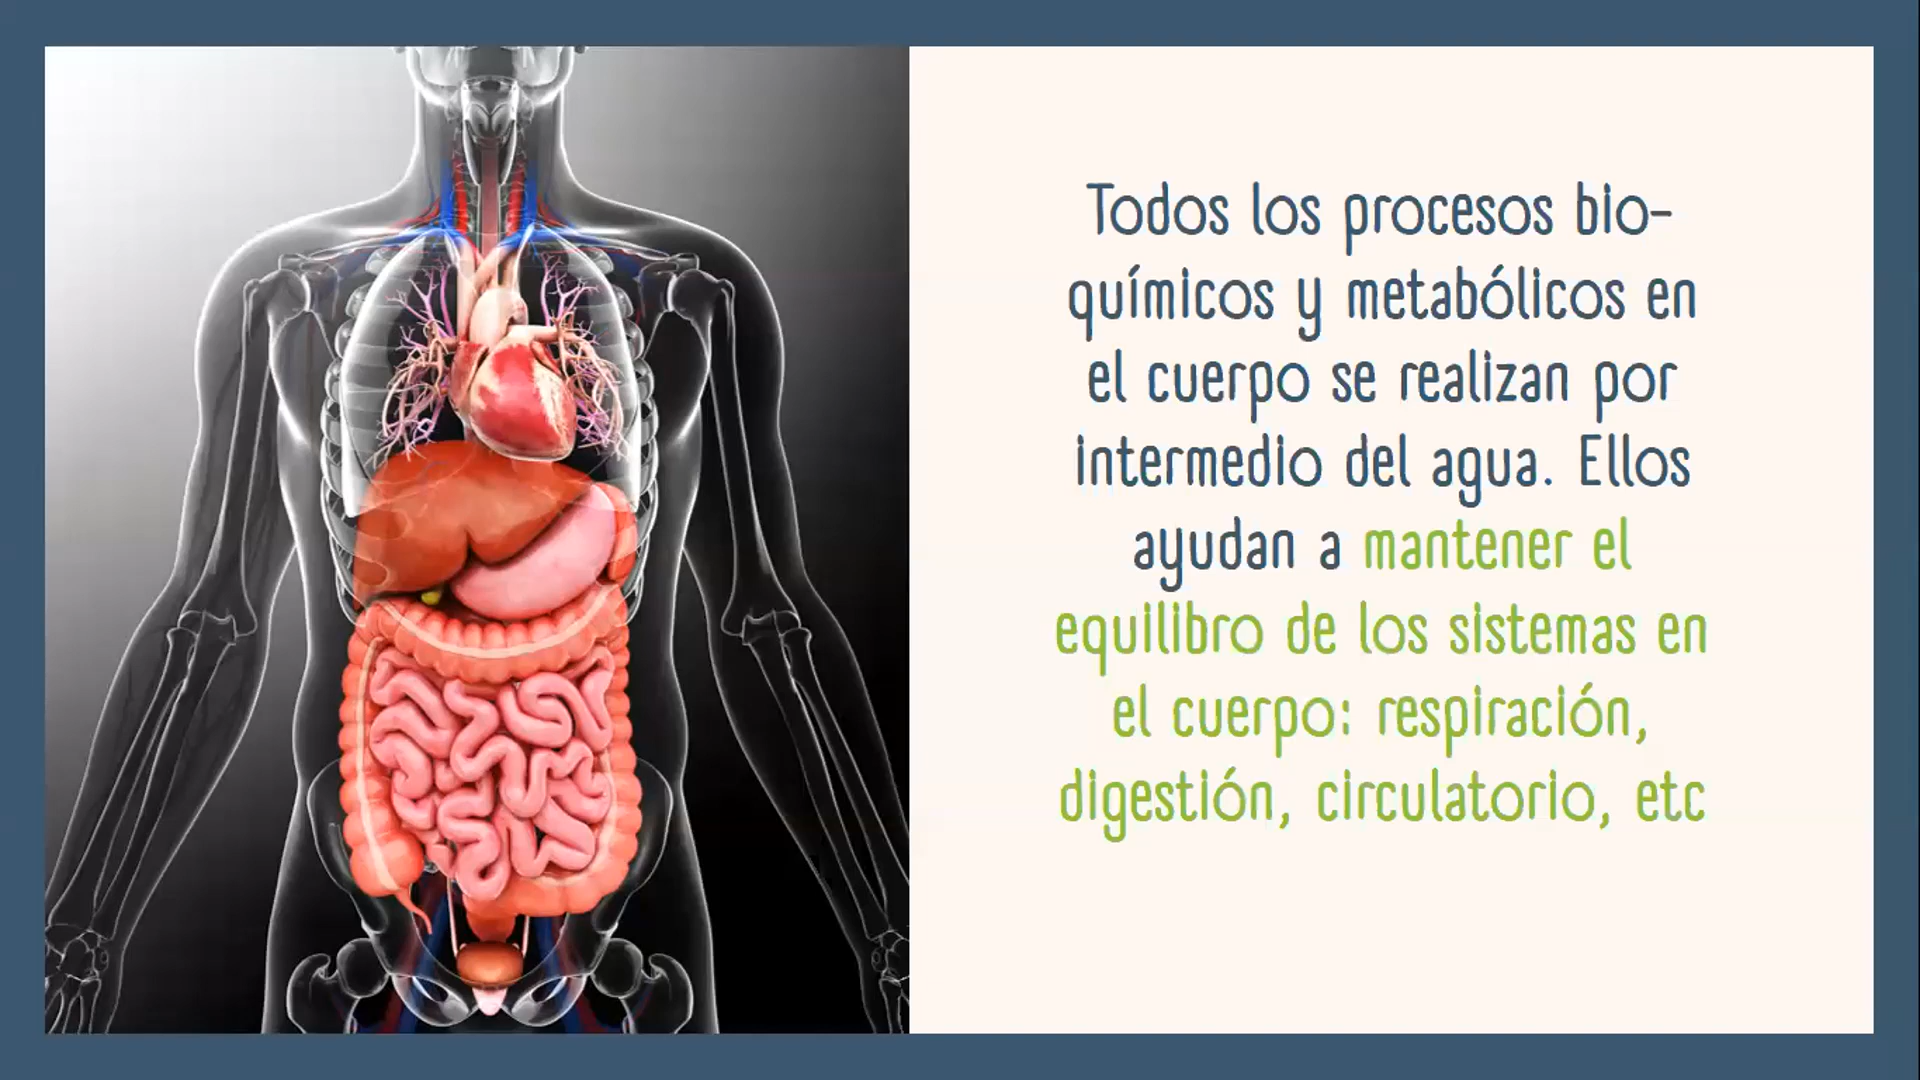 Todos los procesos bio-
químicos y metabólicos en
el cuerpo se realizan por
intermedio del agua. Ellos
ayudan a mantener el
equilibro de los sistemas en
el cuerpo: respiración,
digestión, circulatorio, etc